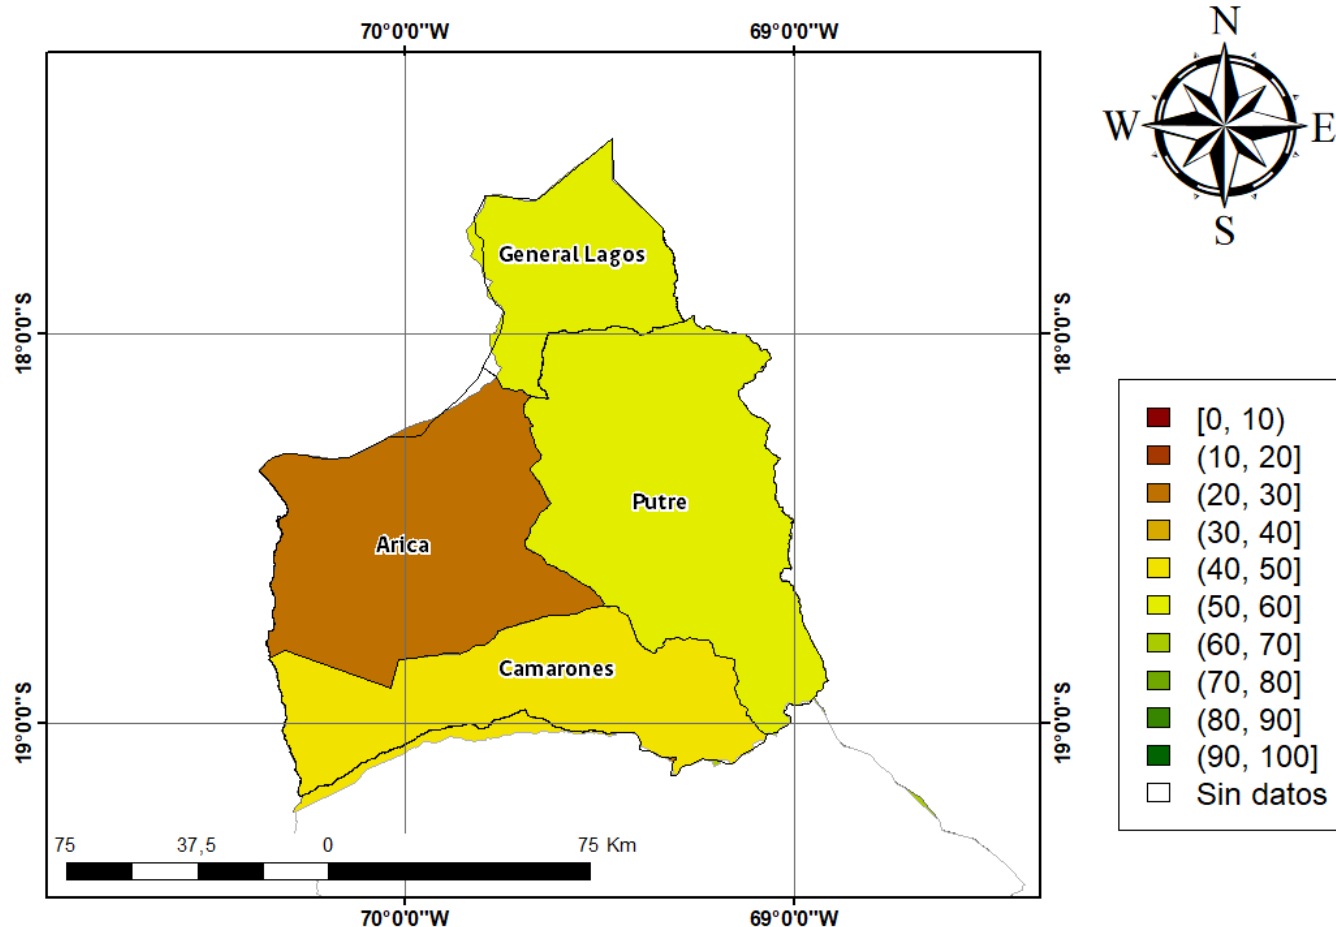 70°0'0"W 69°0'0"W
N
W E
S
General Lagos
18°0'0"S 18°0'0"S
Putre
Arica
Camarones
19°0'0"S 19°0'0"S
75 37,5 0 75 Km
70°0'0"W 69°0'0"W
[0, 10)
(10, 20]
(20, 30]
(30, 40]
(40, 50]
(50, 60]
(60, 70]
(70, 80]
(80, 90]
(90, 100]
Sin datos